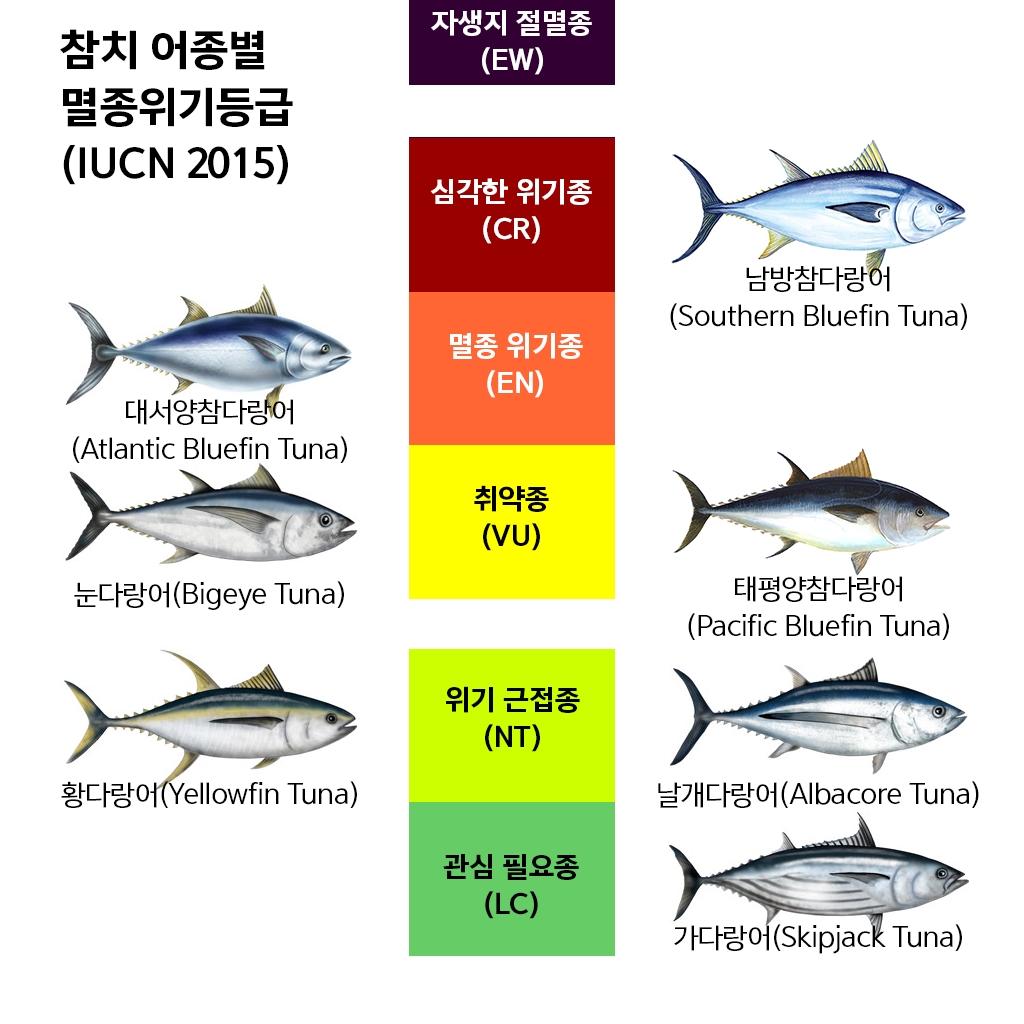 참치 어종별
멸종위기등급
(IUCN 2015)
자생지 절멸종
(EW)
심각한 위기종
(CR)
남방참다랑어
(Southern Bluefin Tuna)
멸종 위기종
(EN)
대서양참다랑어
(Atlantic Bluefin Tuna)
취약종
(VU)
눈다랑어(Bigeye Tuna)
태평양참다랑어
(Pacific Bluefin Tuna)
위기 근접종
(NT)
황다랑어(Yellowfin Tuna)
날개다랑어(Albacore Tuna)
관심 필요종
(LC)
가다랑어(Skipjack Tuna)